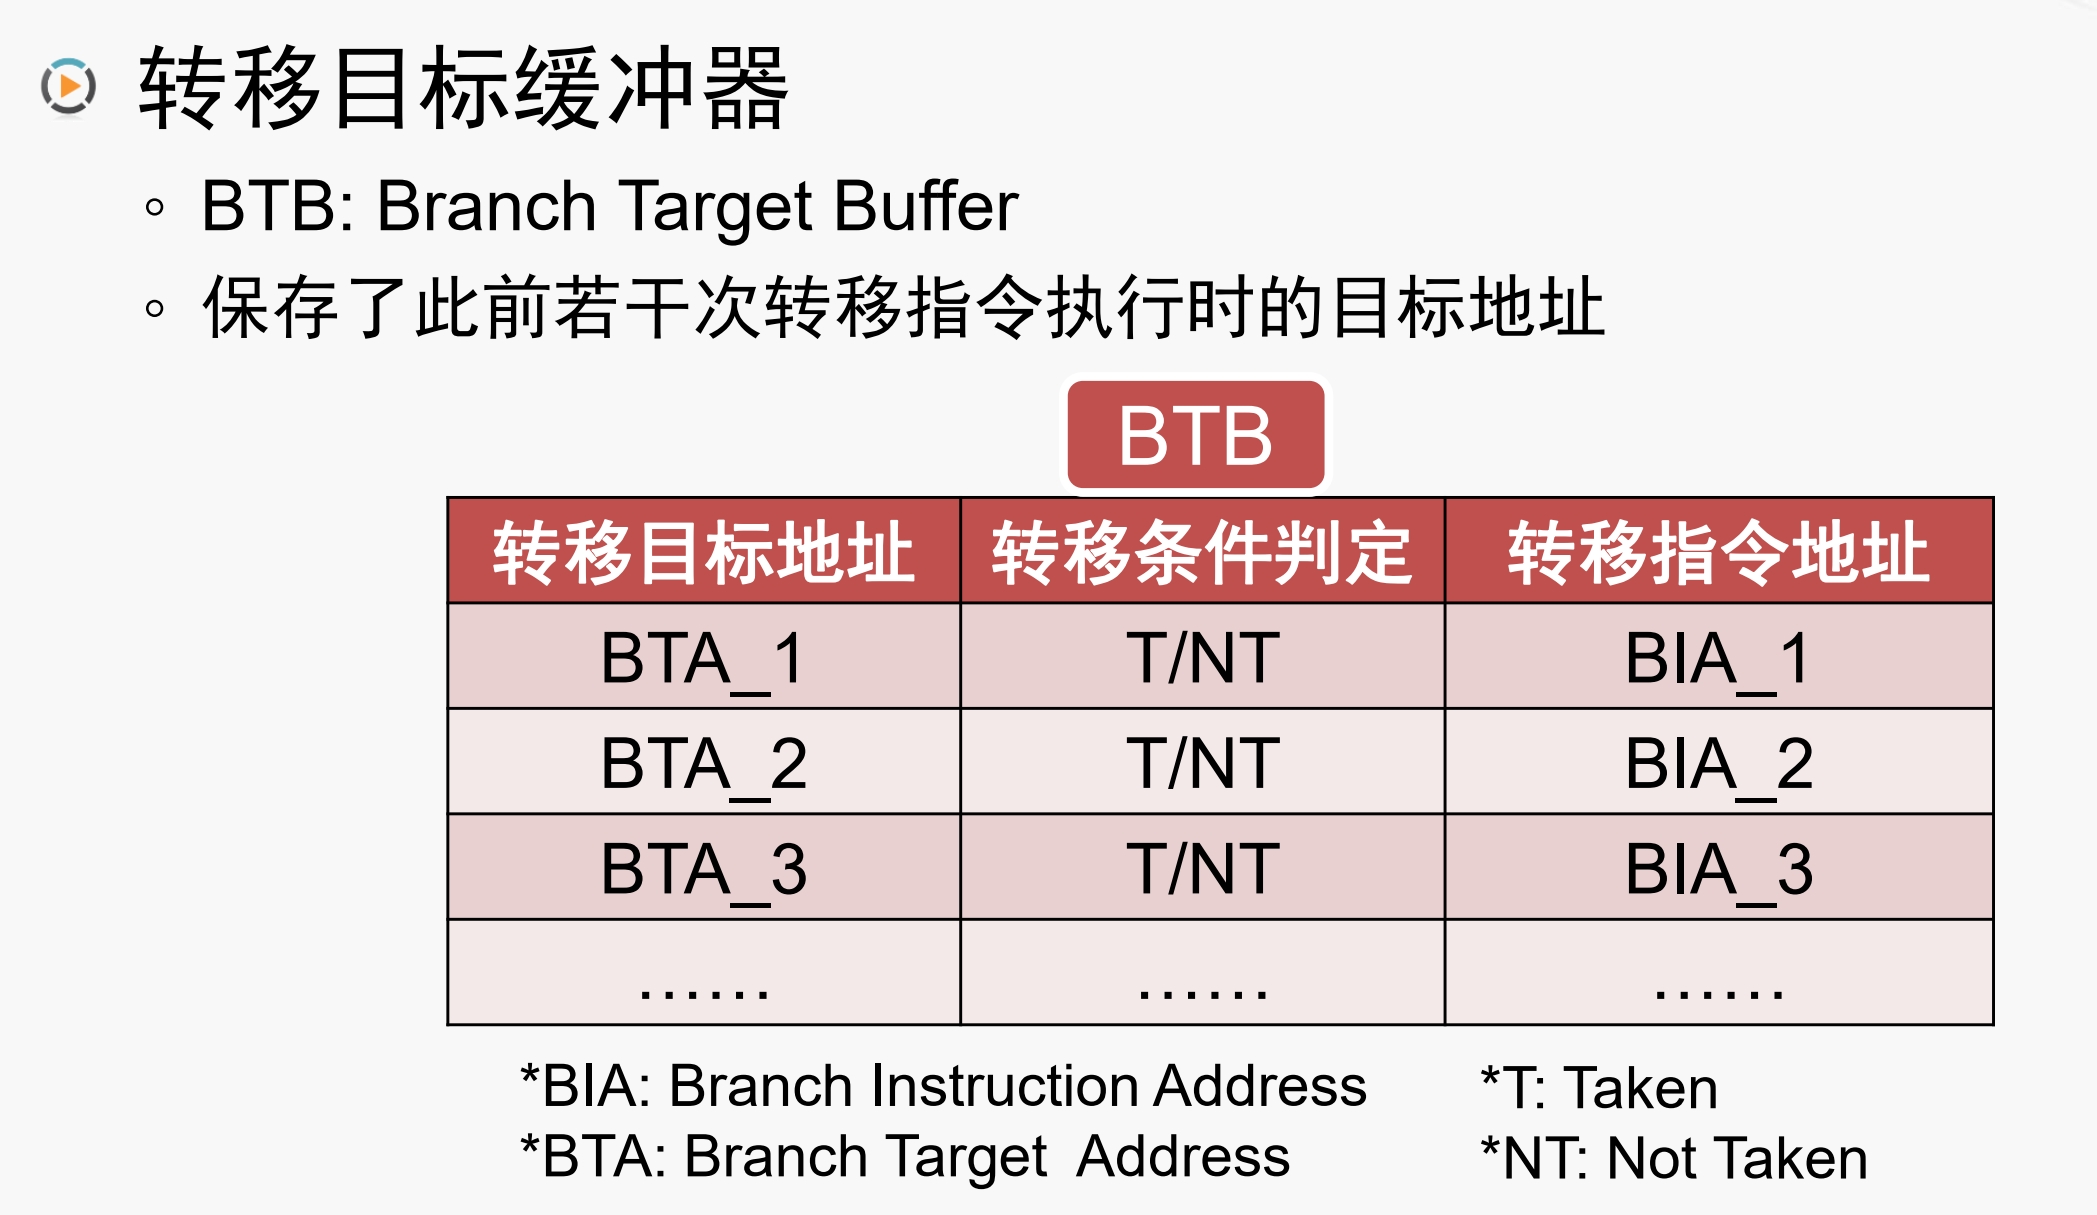 转移目标缓冲器
◦ BTB: Branch Target Buffer
◦ 保存了此前若干次转移指令执行时的目标地址
BTB
转移目标地址 转移条件判定 转移指令地址
BTA_1 T/NT BIA_1
BTA_2 T/NT BIA_2
BTA_3 T/NT BIA_3
...... ...... ......
*BIA: Branch Instruction Address *T: Taken
*BTA: Branch Target Address *NT: Not Taken